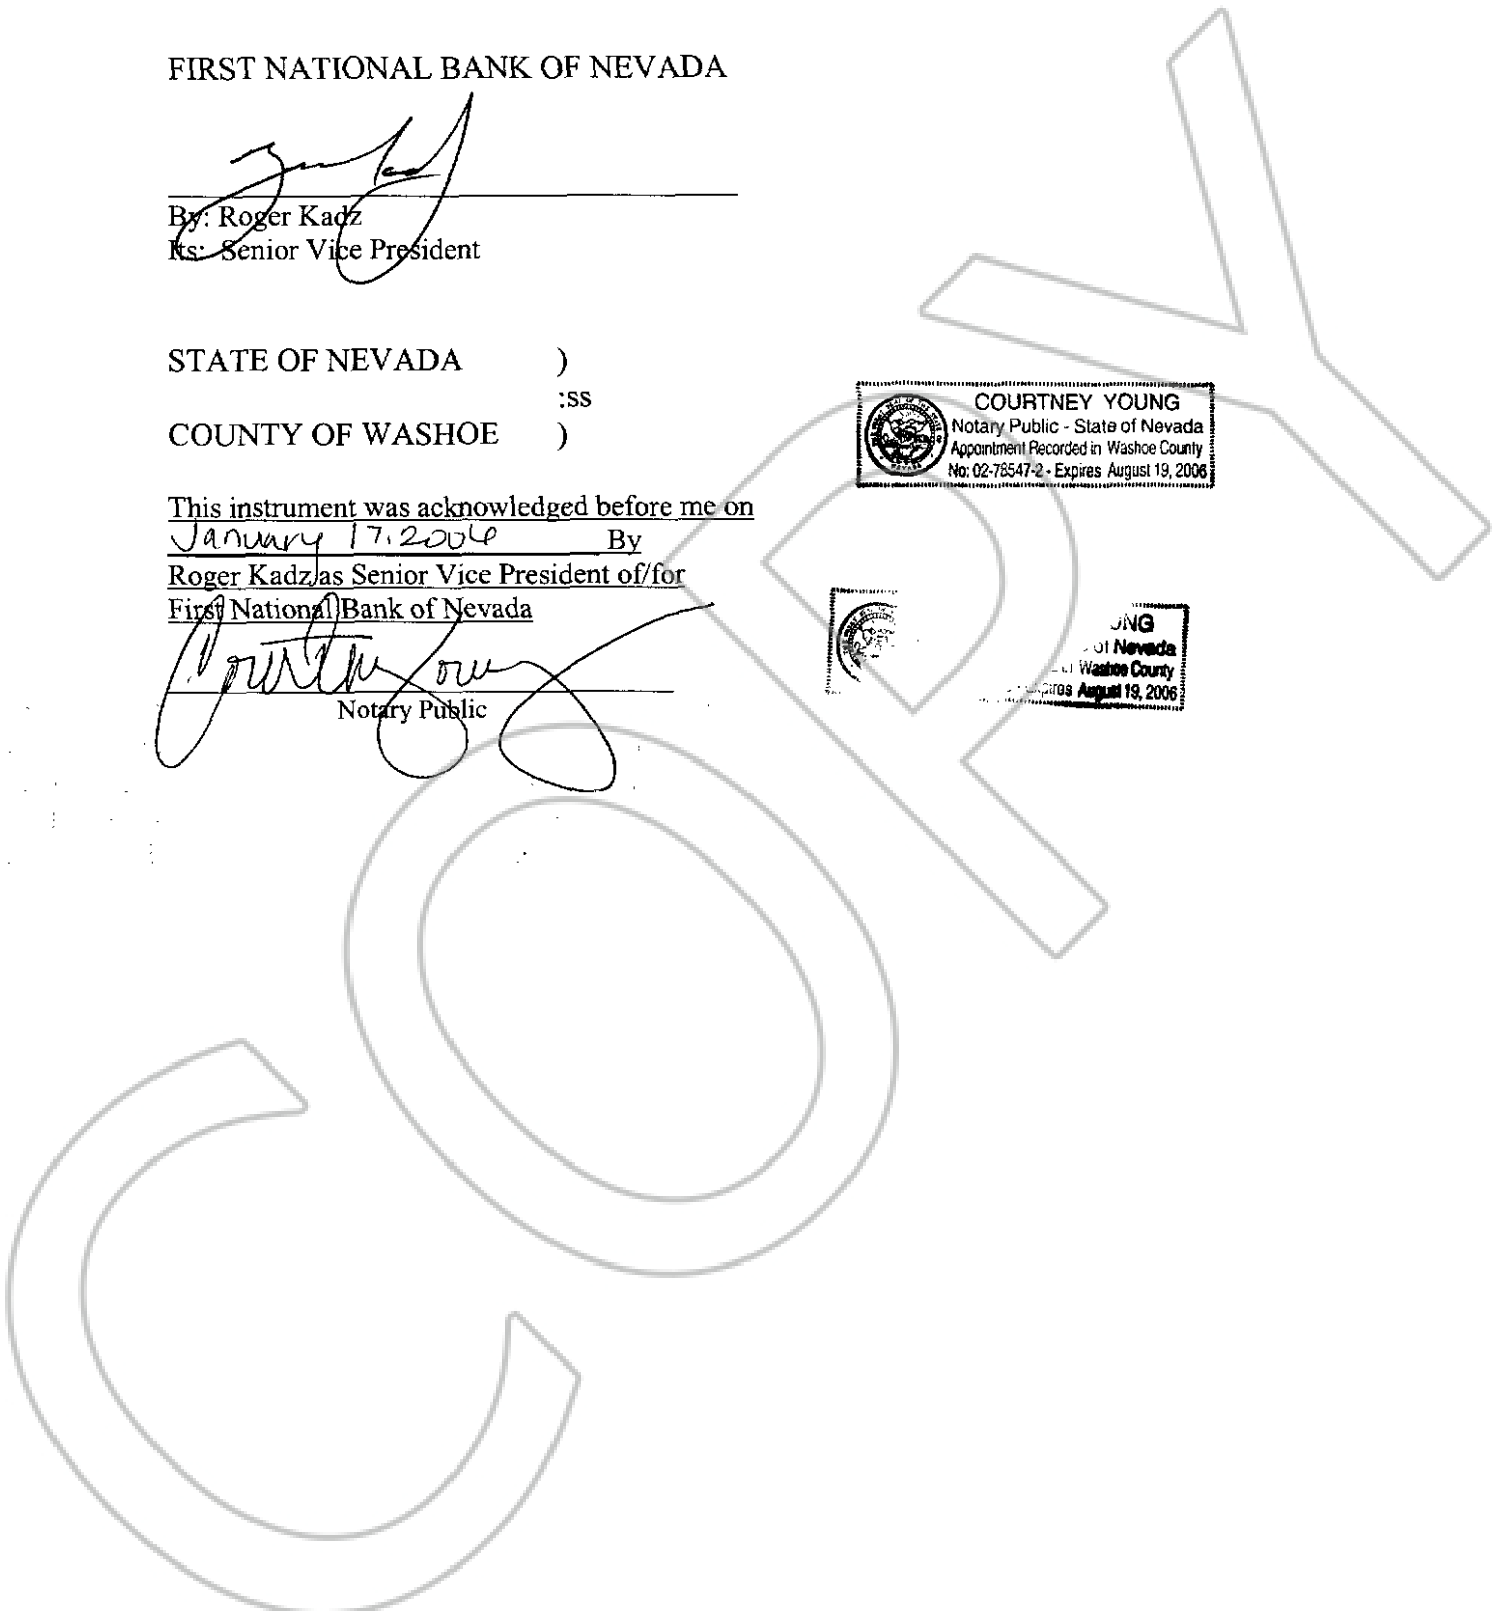 FIRST NATIONAL BANK OF NEVADA
By: Roger Kadz
Its: Senior Vice President
STATE OF NEVADA )
:ss
COUNTY OF WASHOE )
COURTNEY YOUNG
Notary Public - State of Nevada
Appointment Recorded in Washoe County
No: 02-78547-2 - Expires August 19, 2006
This instrument was acknowledged before me on
January 17, 2006 By
Roger Kadz as Senior Vice President of/for
First National Bank of Nevada
Courtney Young
Notary Public
of Nevada
Washoe County
August 19, 2006
COPY